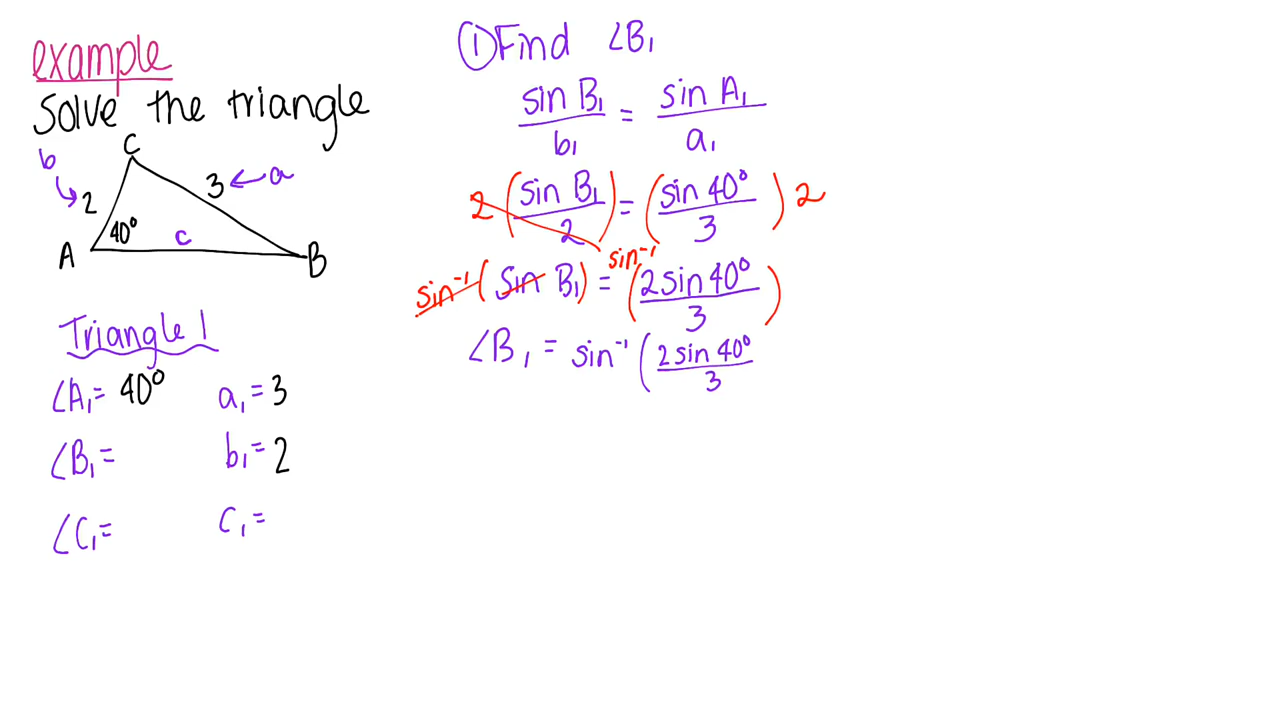 example
Solve the triangle
C
b
2
3 ← a
40°
c
A
B
Triangle 1
∠A₁= 40° a₁= 3
∠B₁= b₁= 2
∠C₁= c₁=
① Find ∠B₁
sin B₁/b₁ = sin A₁/a₁
2 (sin B₁/2) = (sin 40°/3) 2
sin⁻¹ (sin B₁) = sin⁻¹ (2 sin 40°/3)
∠B₁ = sin⁻¹ (2 sin 40°/3